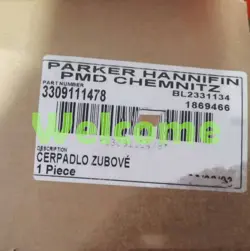 PARKER HANNIFIN
PMD CHEMNITZ
PART NUMBER
BL2331134
3309111478
1869466
Welcome
DESCRIPTION
ČERPADLO ZUBOVÉ
1 Piece